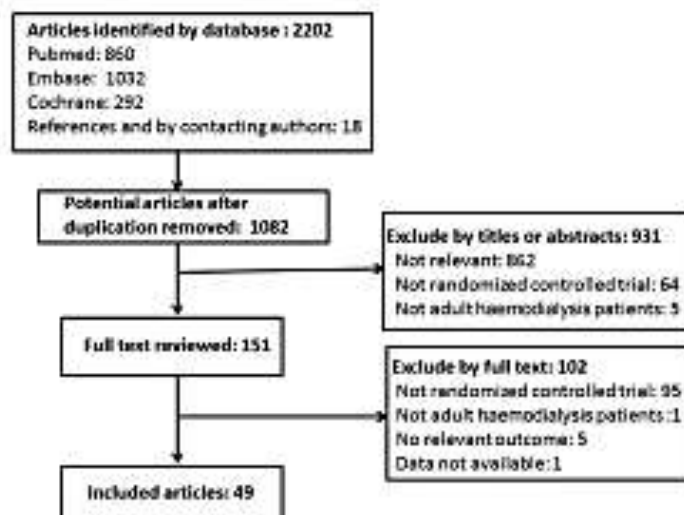 Articles identified by database : 2202
Pubmed: 860
Embase: 1032
Cochrane: 292
References and by contacting authors: 18
Potential articles after
duplication removed: 1082
Exclude by titles or abstracts: 931
Not relevant: 862
Not randomized controlled trial: 64
Not adult haemodialysis patients: 5
Full text reviewed: 151
Exclude by full text: 102
Not randomized controlled trial: 95
Not adult haemodialysis patients :1
No relevant outcome: 5
Data not available: 1
Included articles: 49